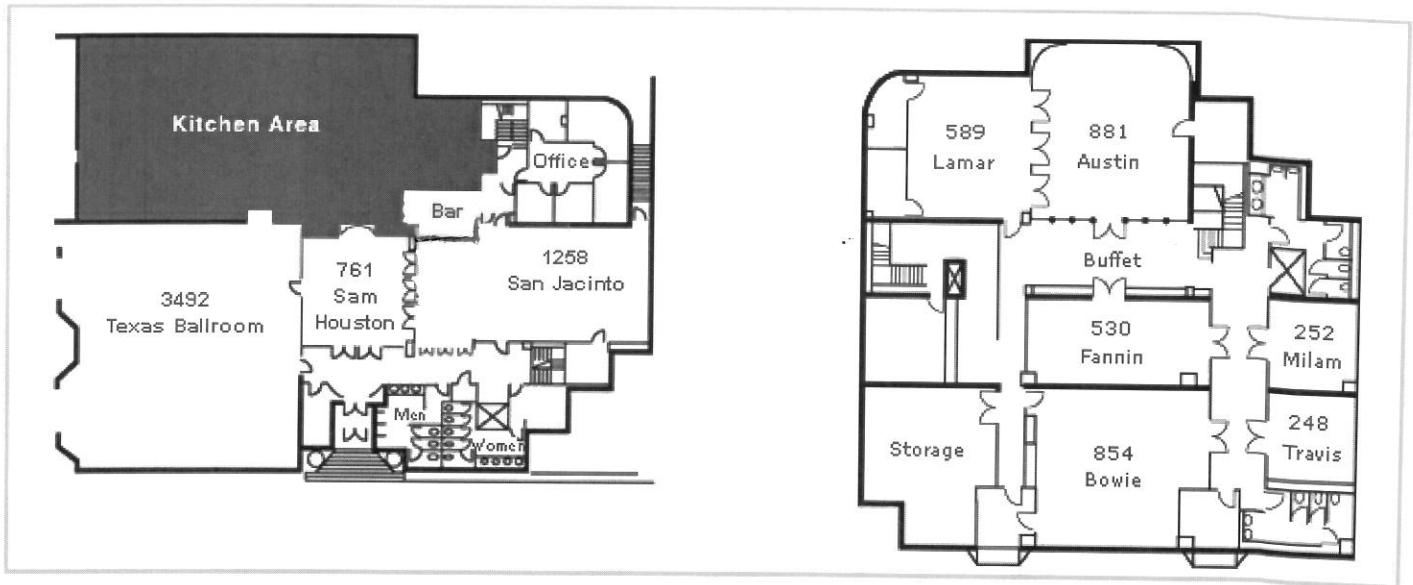 Kitchen Area
Office
Bar
3492
Texas Ballroom
761
Sam
Houston
1258
San Jacinto
Men
Women
589
Lamar
881
Austin
Buffet
530
Fannin
252
Milam
Storage
854
Bowie
248
Travis